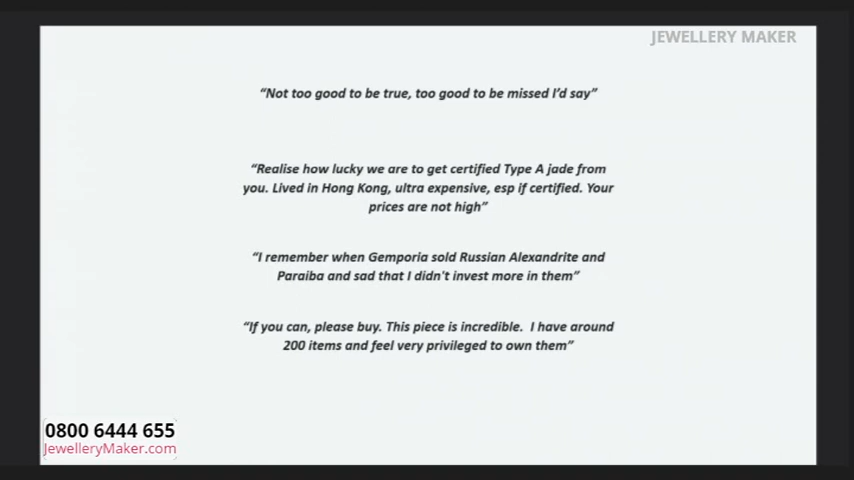 JEWELLERY MAKER
“Not too good to be true, too good to be missed I’d say”
“Realise how lucky we are to get certified Type A jade from
you. Lived in Hong Kong, ultra expensive, esp if certified. Your
prices are not high”
“I remember when Gemporia sold Russian Alexandrite and
Paraiba and sad that I didn't invest more in them”
“If you can, please buy. This piece is incredible.  I have around
200 items and feel very privileged to own them”
0800 6444 655
JewelleryMaker.com